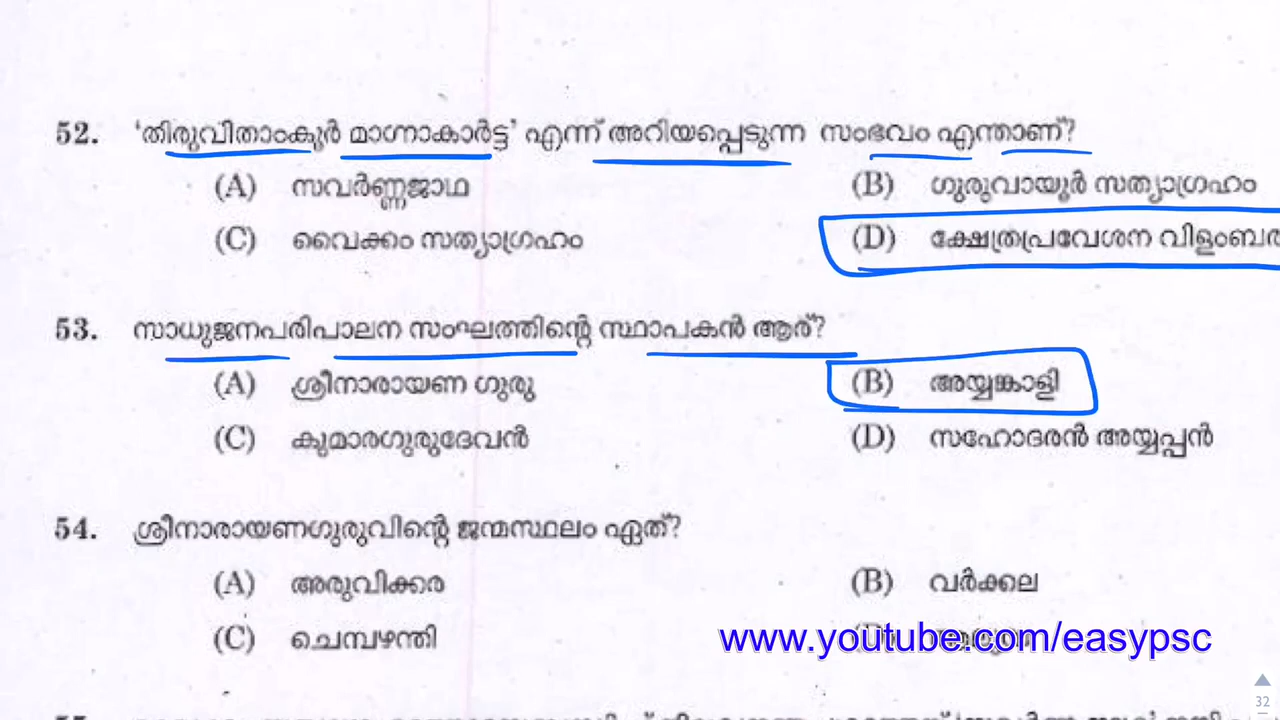 52. ‘തിരുവിതാംകൂർ മാഗ്നാകാർട്ട’ എന്ന് അറിയപ്പെടുന്ന സംഭവം എന്താണ്?
(A) സവർണ്ണജാഥ (B) ഗുരുവായൂർ സത്യാഗ്രഹം
(C) വൈക്കം സത്യാഗ്രഹം (D) ക്ഷേത്രപ്രവേശന
53. സാധുജനപരിപാലന സംഘത്തിന്റെ സ്ഥാപകൻ ആര്?
(A) ശ്രീനാരായണ ഗുരു (B) അയ്യങ്കാളി
(C) കുമാരഗുരുദേവൻ (D) സഹോദരൻ അയ്യപ്പൻ
54. ശ്രീനാരായണഗുരുവിന്റെ ജന്മസ്ഥലം ഏത്?
(A) അരുവിക്കര (B) വർക്കല
(C) ചെമ്പഴന്തി
www.youtube.com/easypsc
32